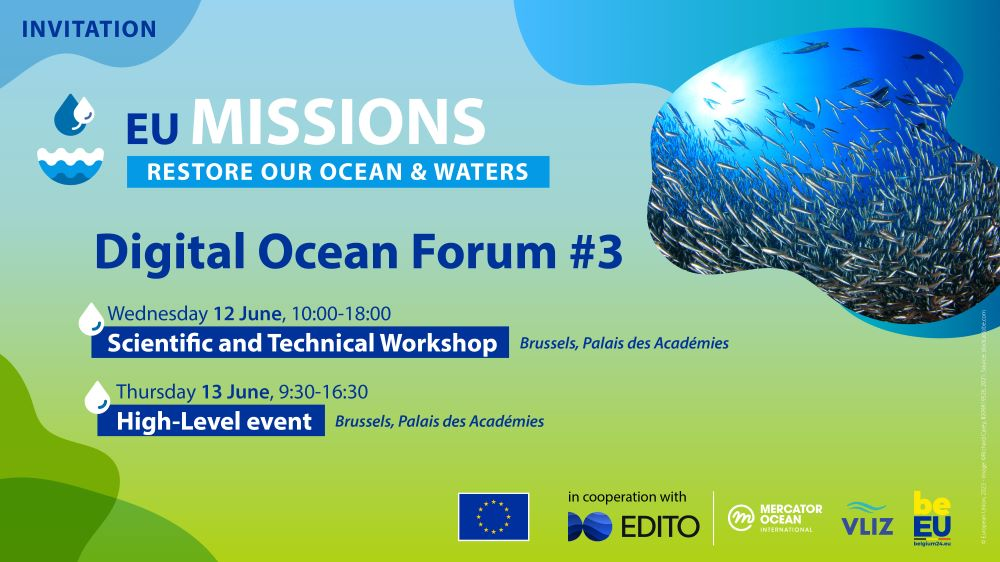 INVITATION
EU MISSIONS
RESTORE OUR OCEAN & WATERS
Digital Ocean Forum #3
Wednesday 12 June, 10:00-18:00
Scientific and Technical Workshop
Brussels, Palais des Académies
Thursday 13 June, 9:30-16:30
High-Level event
Brussels, Palais des Académies
in cooperation with
EDITO
MERCATOR
OCEAN
INTERNATIONAL
VLIZ
be
EU
belgium24.eu